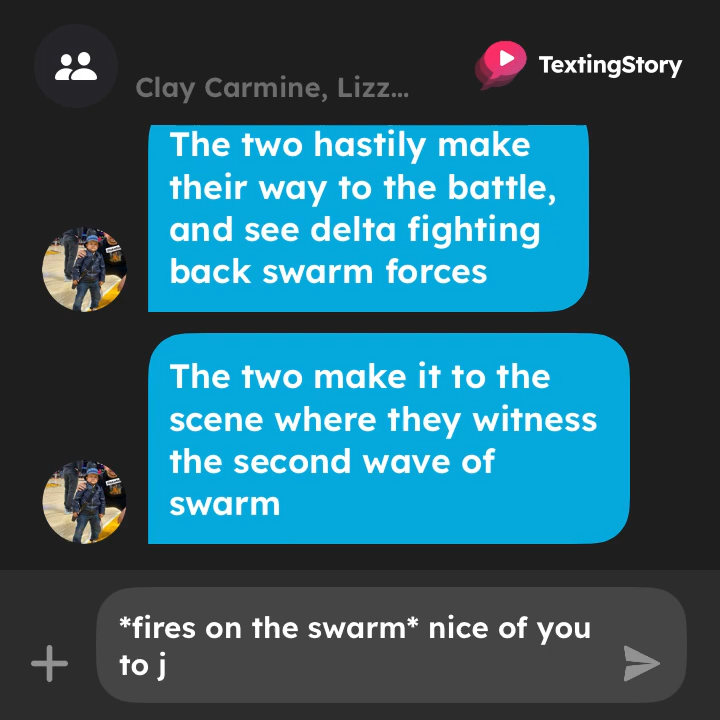 Clay Carmine, Lizz...
TextingStory
The two hastily make
their way to the battle,
and see delta fighting
back swarm forces
The two make it to the
scene where they witness
the second wave of
swarm
*fires on the swarm* nice of you
to j